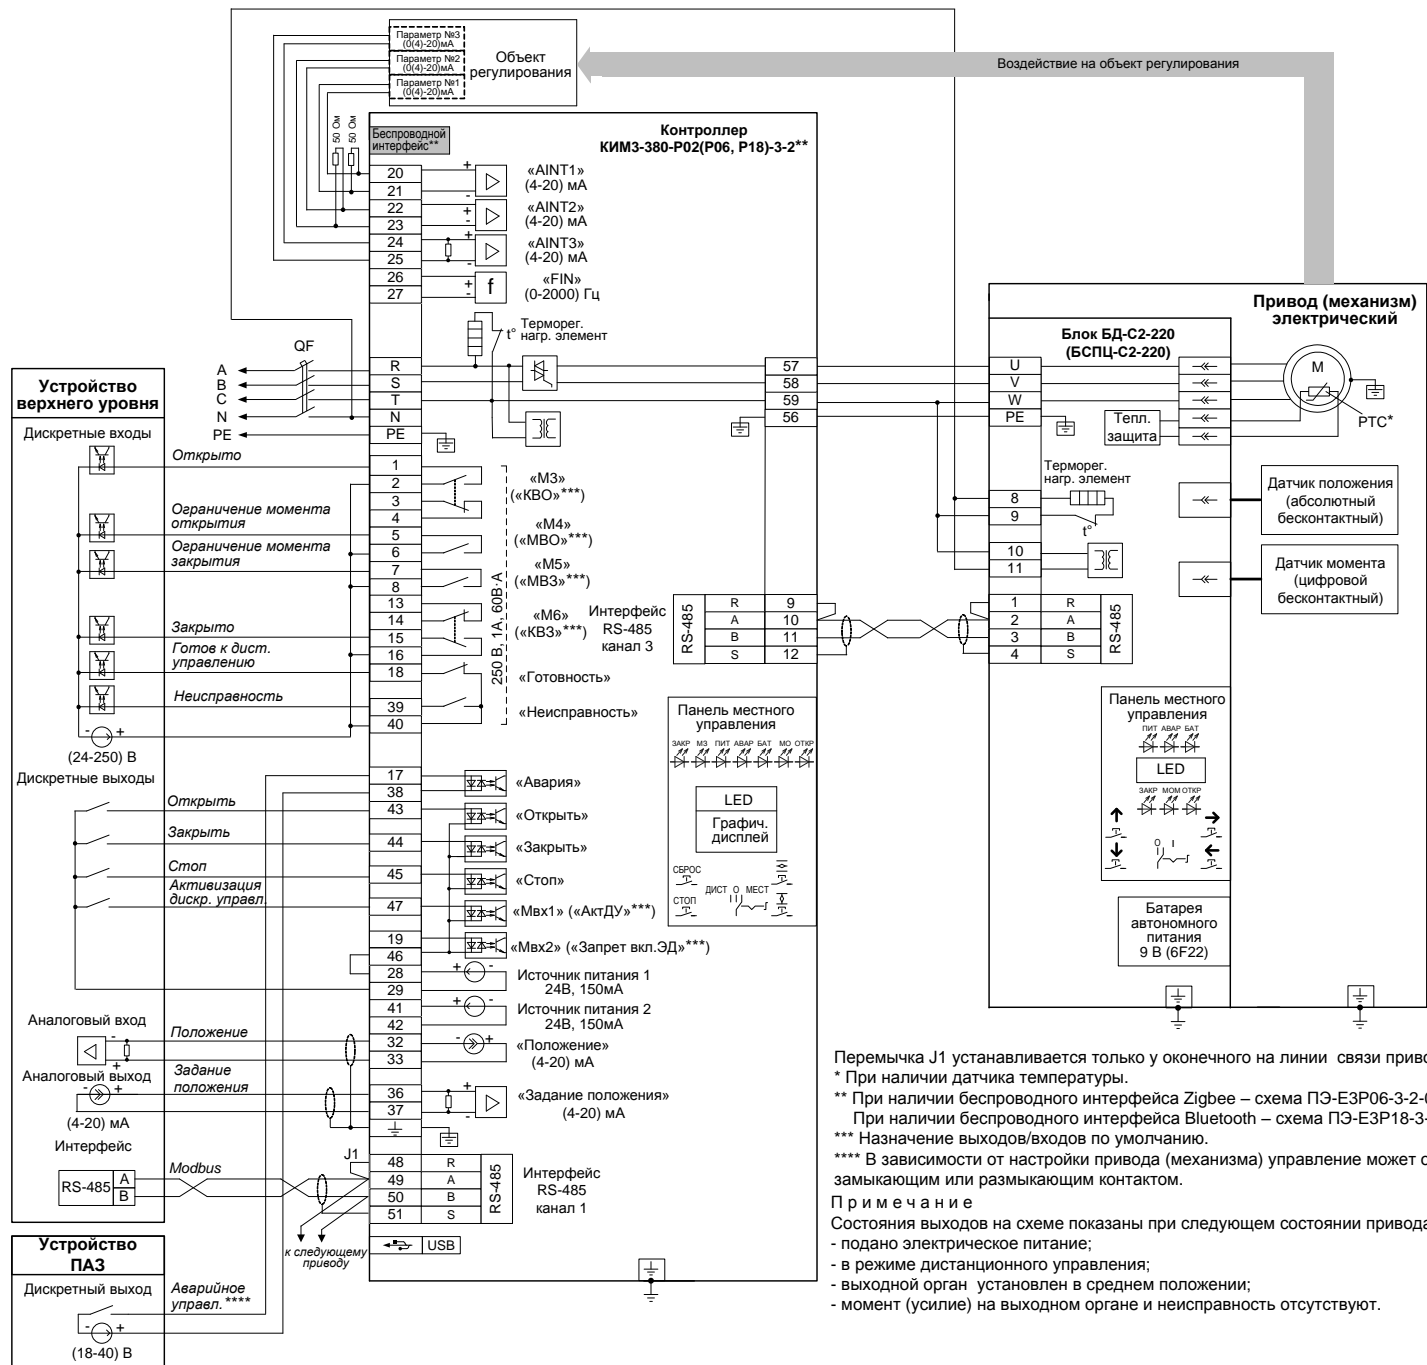 Параметр №3
(0(4)-20)мА
Параметр №2
(0(4)-20)мА
Параметр №1
(0(4)-20)мА
Объект
регулирования
Воздействие на объект регулирования
50 Ом
50 Ом
Беспроводной
интерфейс**
Контроллер
КИМ3-380-Р02(Р06, Р18)-3-2**
20
21
22
23
24
25
26
27
+
-
«AINT1»
(4-20) мА
+
-
«AINT2»
(4-20) мА
+
-
«AINT3»
(4-20) мА
+
-
f
«FIN»
(0-2000) Гц
t°
Терморег.
нагр. элемент
QF
A
B
C
N
PE
R
S
T
N
PE
57
58
59
56
Привод (механизм)
электрический
Блок БД-С2-220
(БСПЦ-С2-220)
U
V
W
PE
Тепл.
защита
M
РТС*
Терморег.
нагр. элемент
t°
8
9
10
11
Датчик положения
(абсолютный
бесконтактный)
Датчик момента
(цифровой
бесконтактный)
Устройство
верхнего уровня
Дискретные входы
Открыто
Ограничение момента
открытия
Ограничение момента
закрытия
Закрыто
Готов к дист.
управлению
Неисправность
- +
(24-250) В
1
2
3
4
5
6
7
8
13
14
15
16
18
39
40
«М3»
(«КВО»***)
«М4»
(«МВО»***)
«М5»
(«МВЗ»***)
«М6»
(«КВЗ»***)
250 В, 1А, 60В·А
«Готовность»
«Неисправность»
Интерфейс
RS-485
канал 3
RS-485
R 9
A 10
B 11
S 12
1 R
2 A
3 B
4 S
RS-485
Панель местного
управления
ЗАКР МЗ ПИТ АВАР БАТ МО ОТКР
LED
Графич.
дисплей
СБРОС
СТОП
ДИСТ О МЕСТ
Панель местного
управления
ПИТ АВАР БАТ
LED
ЗАКР МОМ ОТКР
O I
Батарея
автономного
питания
9 В (6F22)
Дискретные выходы
Открыть
Закрыть
Стоп
Активизация
дискр. управл.
17
38
43
44
45
47
19
46
28
29
41
42
32
33
36
37
«Авария»
«Открыть»
«Закрыть»
«Стоп»
«Мвх1» («АктДУ»***)
«Мвх2» («Запрет вкл.ЭД»***)
+ -
Источник питания 1
24В, 150мА
+ -
Источник питания 2
24В, 150мА
- +
«Положение»
(4-20) мА
+
-
«Задание положения»
(4-20) мА
Аналоговый вход
-
+
Положение
Аналоговый выход
- +
(4-20) мА
Задание
положения
Интерфейс
RS-485
A
B
Modbus
J1
48 R
49 A
50 B
51 S
RS-485
Интерфейс
RS-485
канал 1
USB
к следующему
приводу
Устройство
ПАЗ
Дискретный выход
Аварийное
управл.****
- +
(18-40) В
Перемычка J1 устанавливается только у оконечного на линии связи приво
* При наличии датчика температуры.
** При наличии беспроводного интерфейса Zigbee – схема ПЭ-Е3Р06-3-2-0
При наличии беспроводного интерфейса Bluetooth – схема ПЭ-Е3Р18-3-
*** Назначение выходов/входов по умолчанию.
**** В зависимости от настройки привода (механизма) управление может о
замыкающим или размыкающим контактом.
П р и м е ч а н и е
Состояния выходов на схеме показаны при следующем состоянии привода
- подано электрическое питание;
- в режиме дистанционного управления;
- выходной орган установлен в среднем положении;
- момент (усилие) на выходном органе и неисправность отсутствуют.